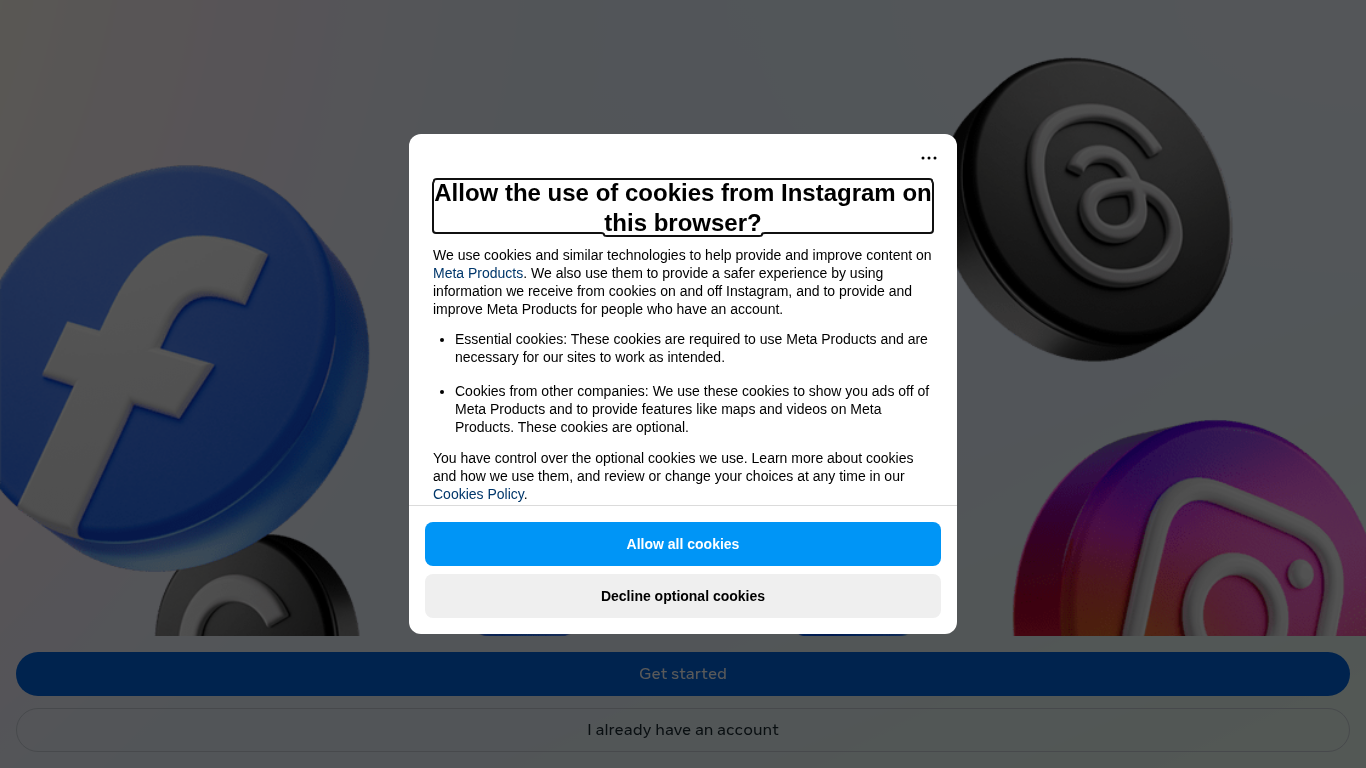 Allow the use of cookies from Instagram on
this browser?
We use cookies and similar technologies to help provide and improve content on
Meta Products. We also use them to provide a safer experience by using
information we receive from cookies on and off Instagram, and to provide and
improve Meta Products for people who have an account.
• Essential cookies: These cookies are required to use Meta Products and are
necessary for our sites to work as intended.
• Cookies from other companies: We use these cookies to show you ads off of
Meta Products and to provide features like maps and videos on Meta
Products. These cookies are optional.
You have control over the optional cookies we use. Learn more about cookies
and how we use them, and review or change your choices at any time in our
Cookies Policy.
Allow all cookies
Decline optional cookies
Get started
I already have an account